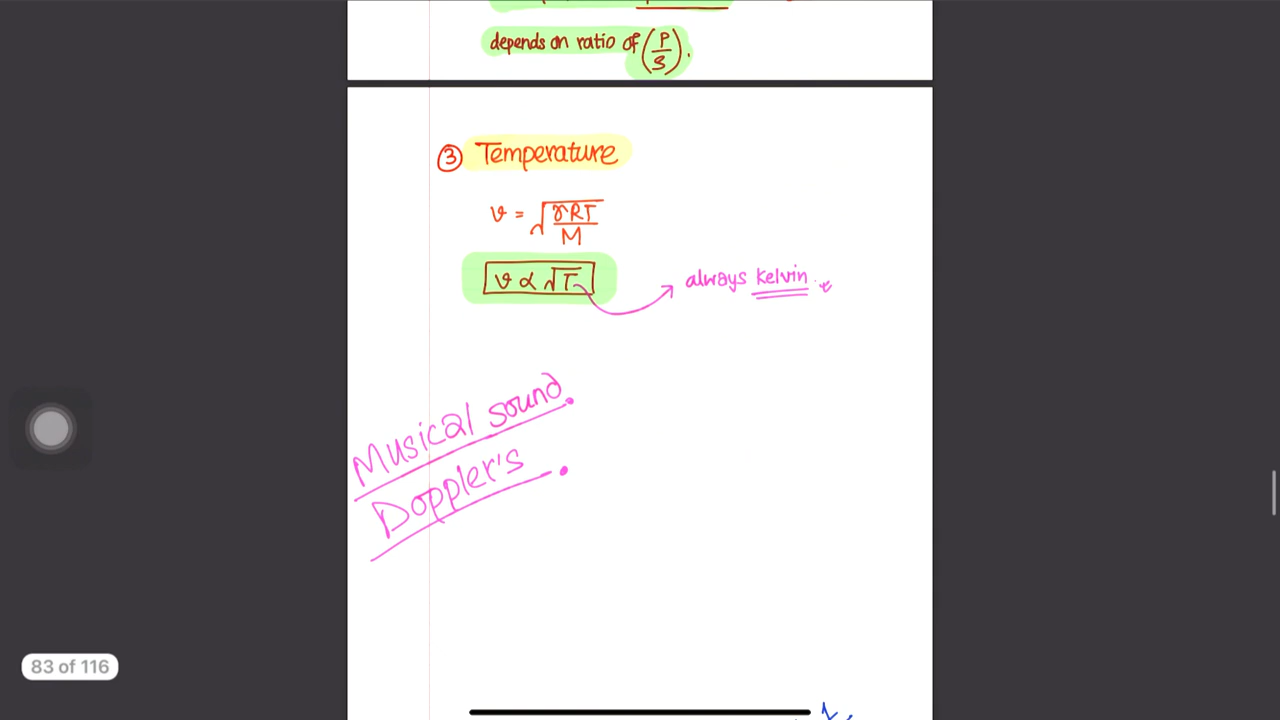 depends on ratio of (P/ρ).
③ Temperature
v = √(γRT/M)
v ∝ √T
always Kelvin.
Musical sound.
Doppler's.
83 of 116